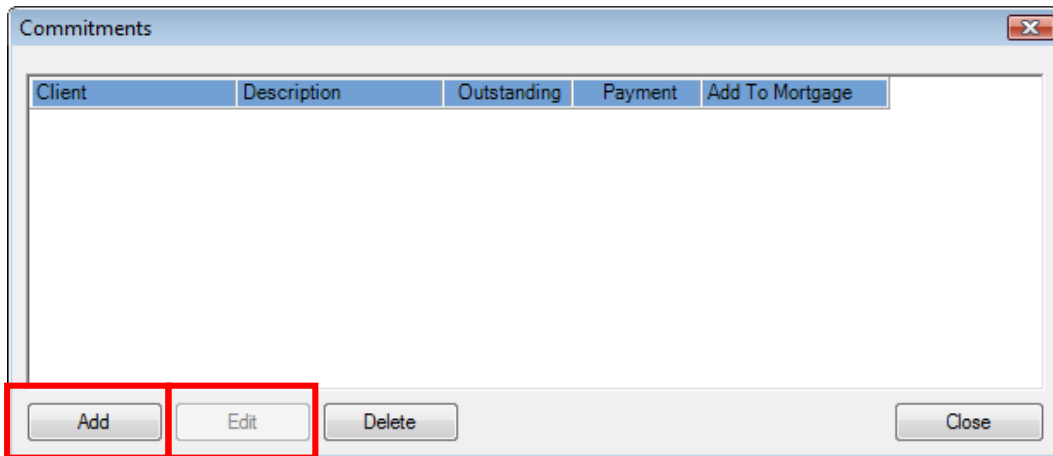 Commitments
Client Description Outstanding Payment Add To Mortgage
Add Edit Delete Close